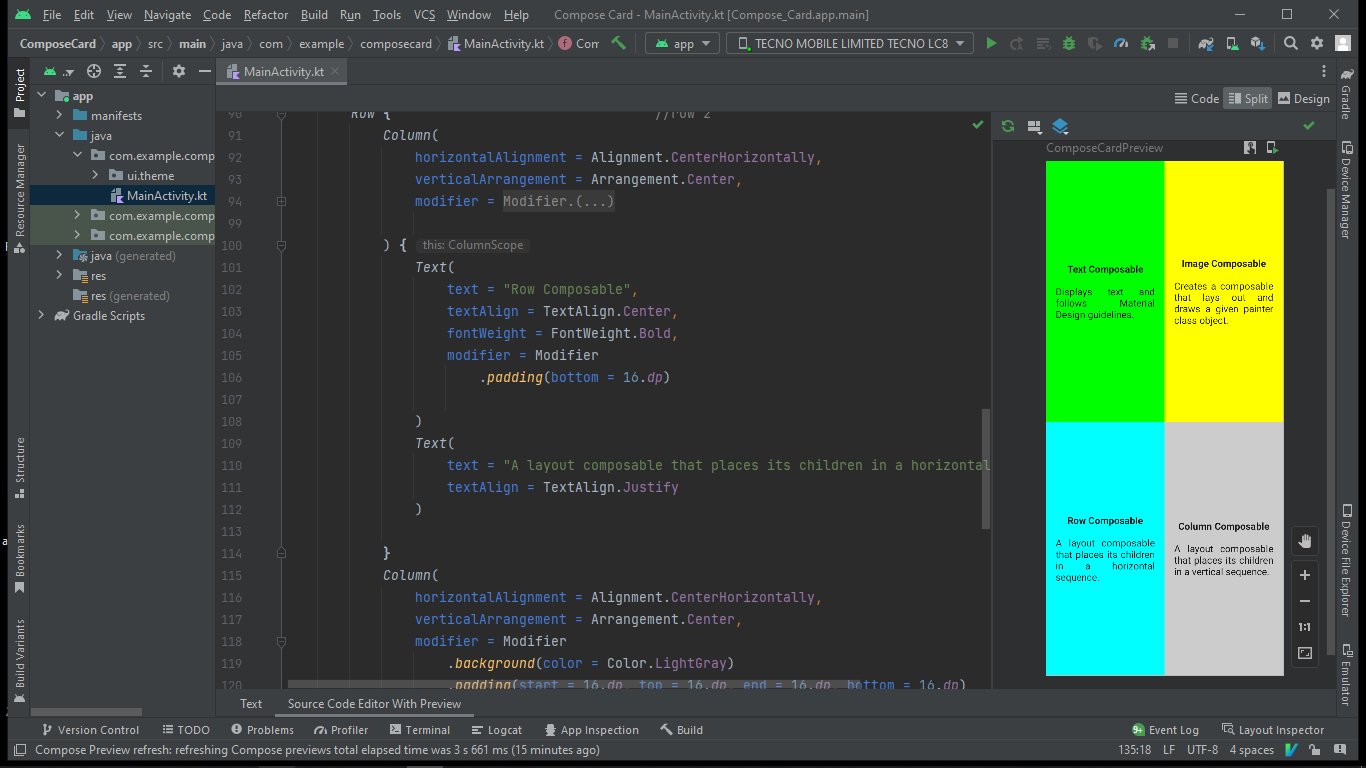 File Edit View Navigate Code Refactor Build Run Tools VCS Window Help Compose Card - MainActivity.kt [Compose_Card.app.main]
ComposeCard app src main java com example composecard MainActivity.kt Com app TECNO MOBILE LIMITED TECNO LC8
MainActivity.kt
Code Split Design
Project
Resource Manager
Structure
Bookmarks
Build Variants
app
manifests
java
com.example.comp
ui.theme
MainActivity.kt
com.example.comp
com.example.comp
java (generated)
res
res (generated)
Gradle Scripts
90 Row { //row 2
91 Column(
92 horizontalAlignment = Alignment.CenterHorizontally,
93 verticalArrangement = Arrangement.Center,
94 modifier = Modifier.(...)
99
100 ) { this: ColumnScope
101 Text(
102 text = "Row Composable",
103 textAlign = TextAlign.Center,
104 fontWeight = FontWeight.Bold,
105 modifier = Modifier
106 .padding(bottom = 16.dp)
107
108 )
109 Text(
110 text = "A layout composable that places its children in a horizontal
111 textAlign = TextAlign.Justify
112 )
113
114 }
115 Column(
116 horizontalAlignment = Alignment.CenterHorizontally,
117 verticalArrangement = Arrangement.Center,
118 modifier = Modifier
119 .background(color = Color.LightGray)
120 .padding(start = 16.dp, top = 16.dp, end = 16.dp, bottom = 16.dp)
ComposeCardPreview
Text Composable
Displays text and
follows Material
Design guidelines.
Image Composable
Creates a composable
that lays out and
draws a given painter
class object.
Row Composable
A layout composable
that places its children
in a horizontal
sequence.
Column Composable
A layout composable
that places its children
in a vertical sequence.
1:1
Gradle
Device Manager
Device File Explorer
Emulator
Text Source Code Editor With Preview
Version Control TODO Problems Profiler Terminal Logcat App Inspection Build 9+ Event Log Layout Inspector
Compose Preview refresh: refreshing Compose previews total elapsed time was 3 s 661 ms (15 minutes ago) 135:18 LF UTF-8 4 spaces